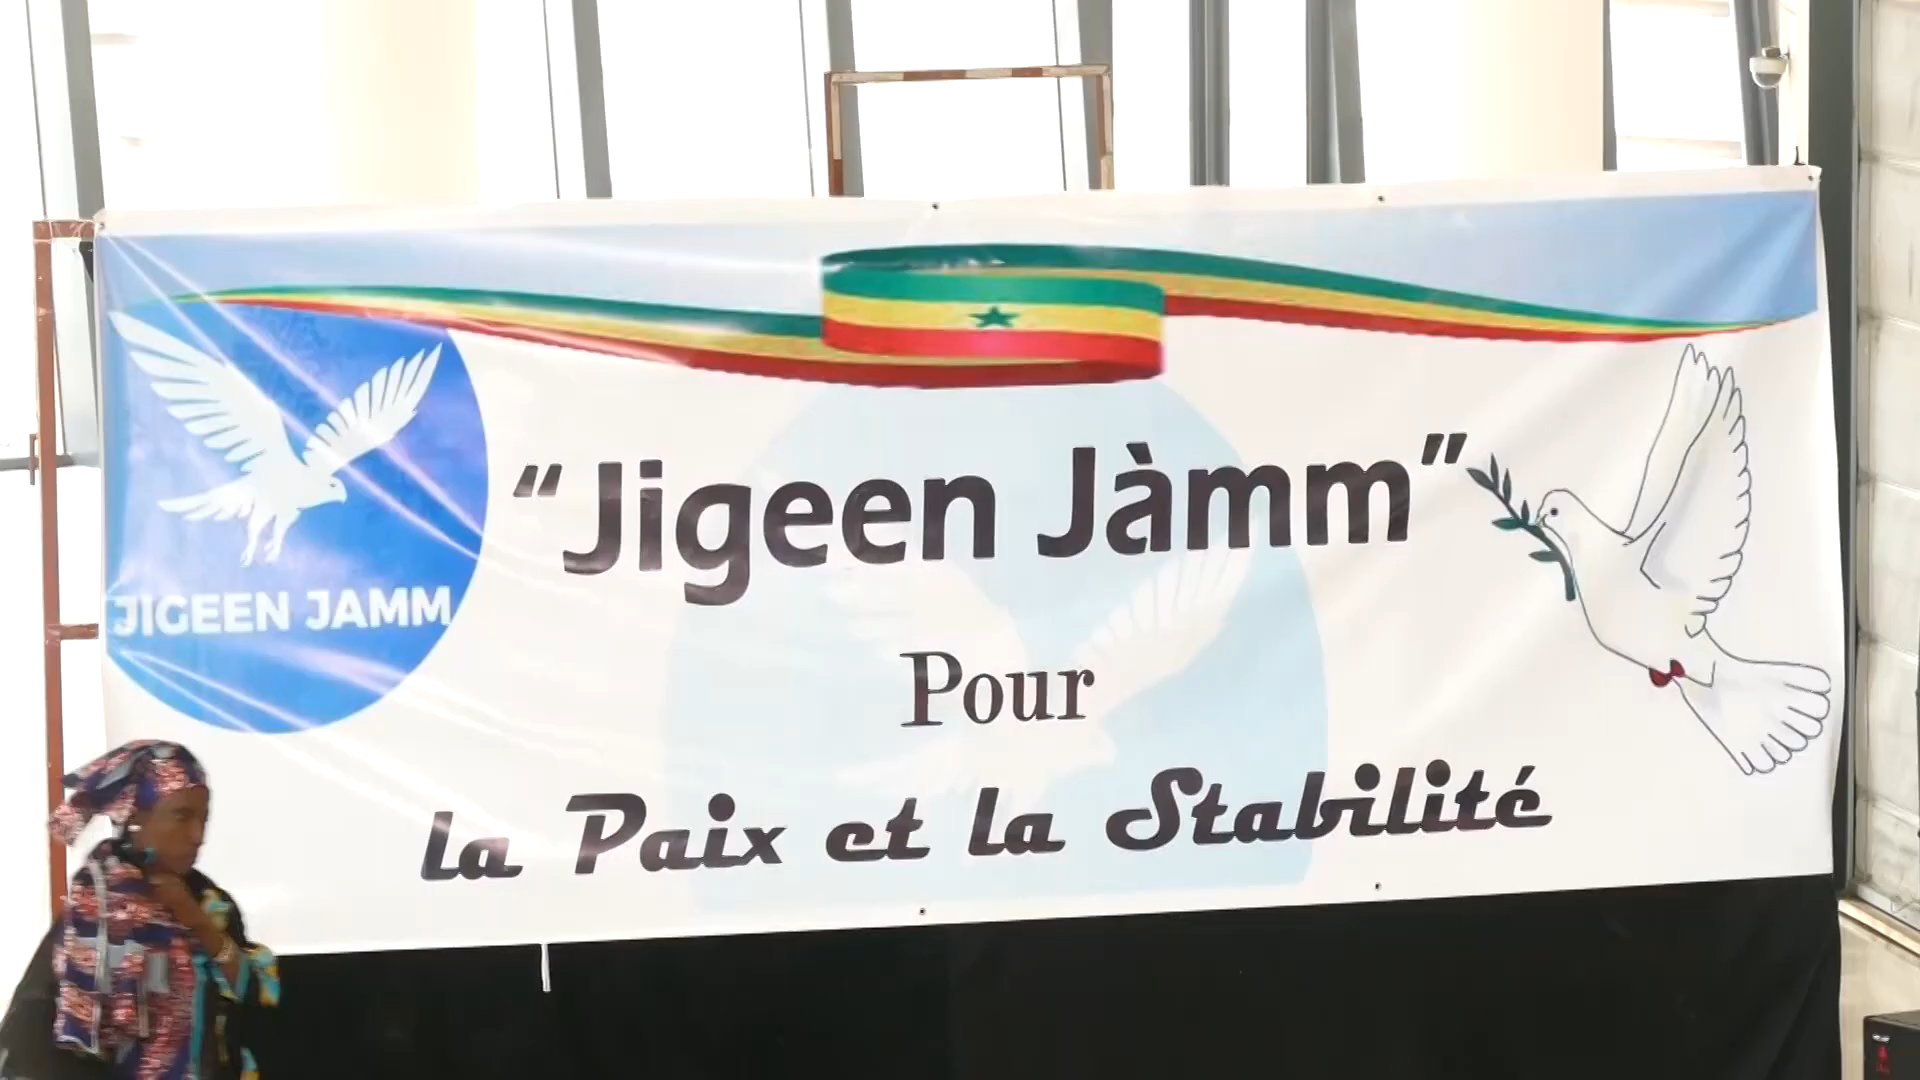 JIGEEN JAMM
“Jigeen Jàmm”
Pour
la Paix et la Stabilité